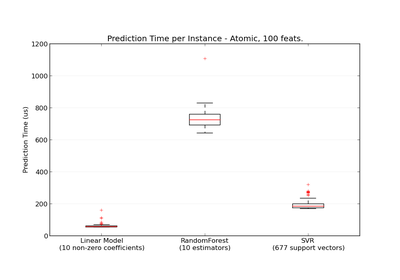 Prediction Time per Instance - Atomic, 100 feats.
1200
1000
800
600
400
200
0
Prediction Time (us)
Linear Model
(10 non-zero coefficients)
RandomForest
(10 estimators)
SVR
(677 support vectors)